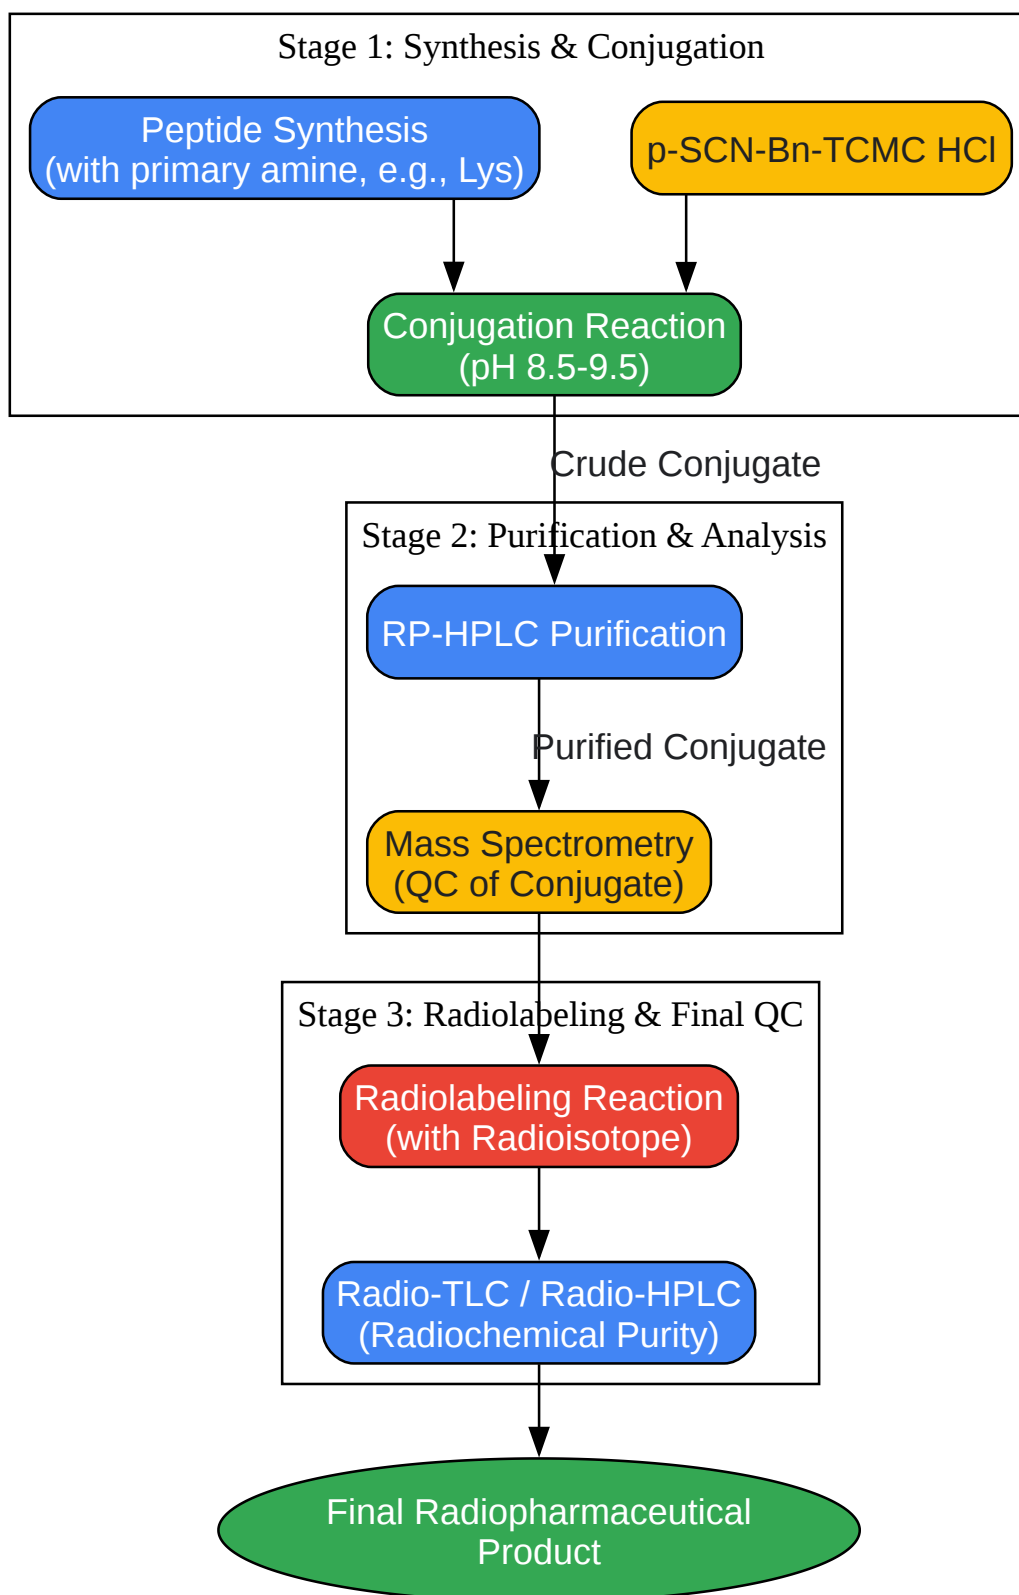 Stage 1: Synthesis & Conjugation
Peptide Synthesis
(with primary amine, e.g., Lys)
p-SCN-Bn-TCMC HCl
Conjugation Reaction
(pH 8.5-9.5)
Crude Conjugate
Stage 2: Purification & Analysis
RP-HPLC Purification
Purified Conjugate
Mass Spectrometry
(QC of Conjugate)
Stage 3: Radiolabeling & Final QC
Radiolabeling Reaction
(with Radioisotope)
Radio-TLC / Radio-HPLC
(Radiochemical Purity)
Final Radiopharmaceutical
Product